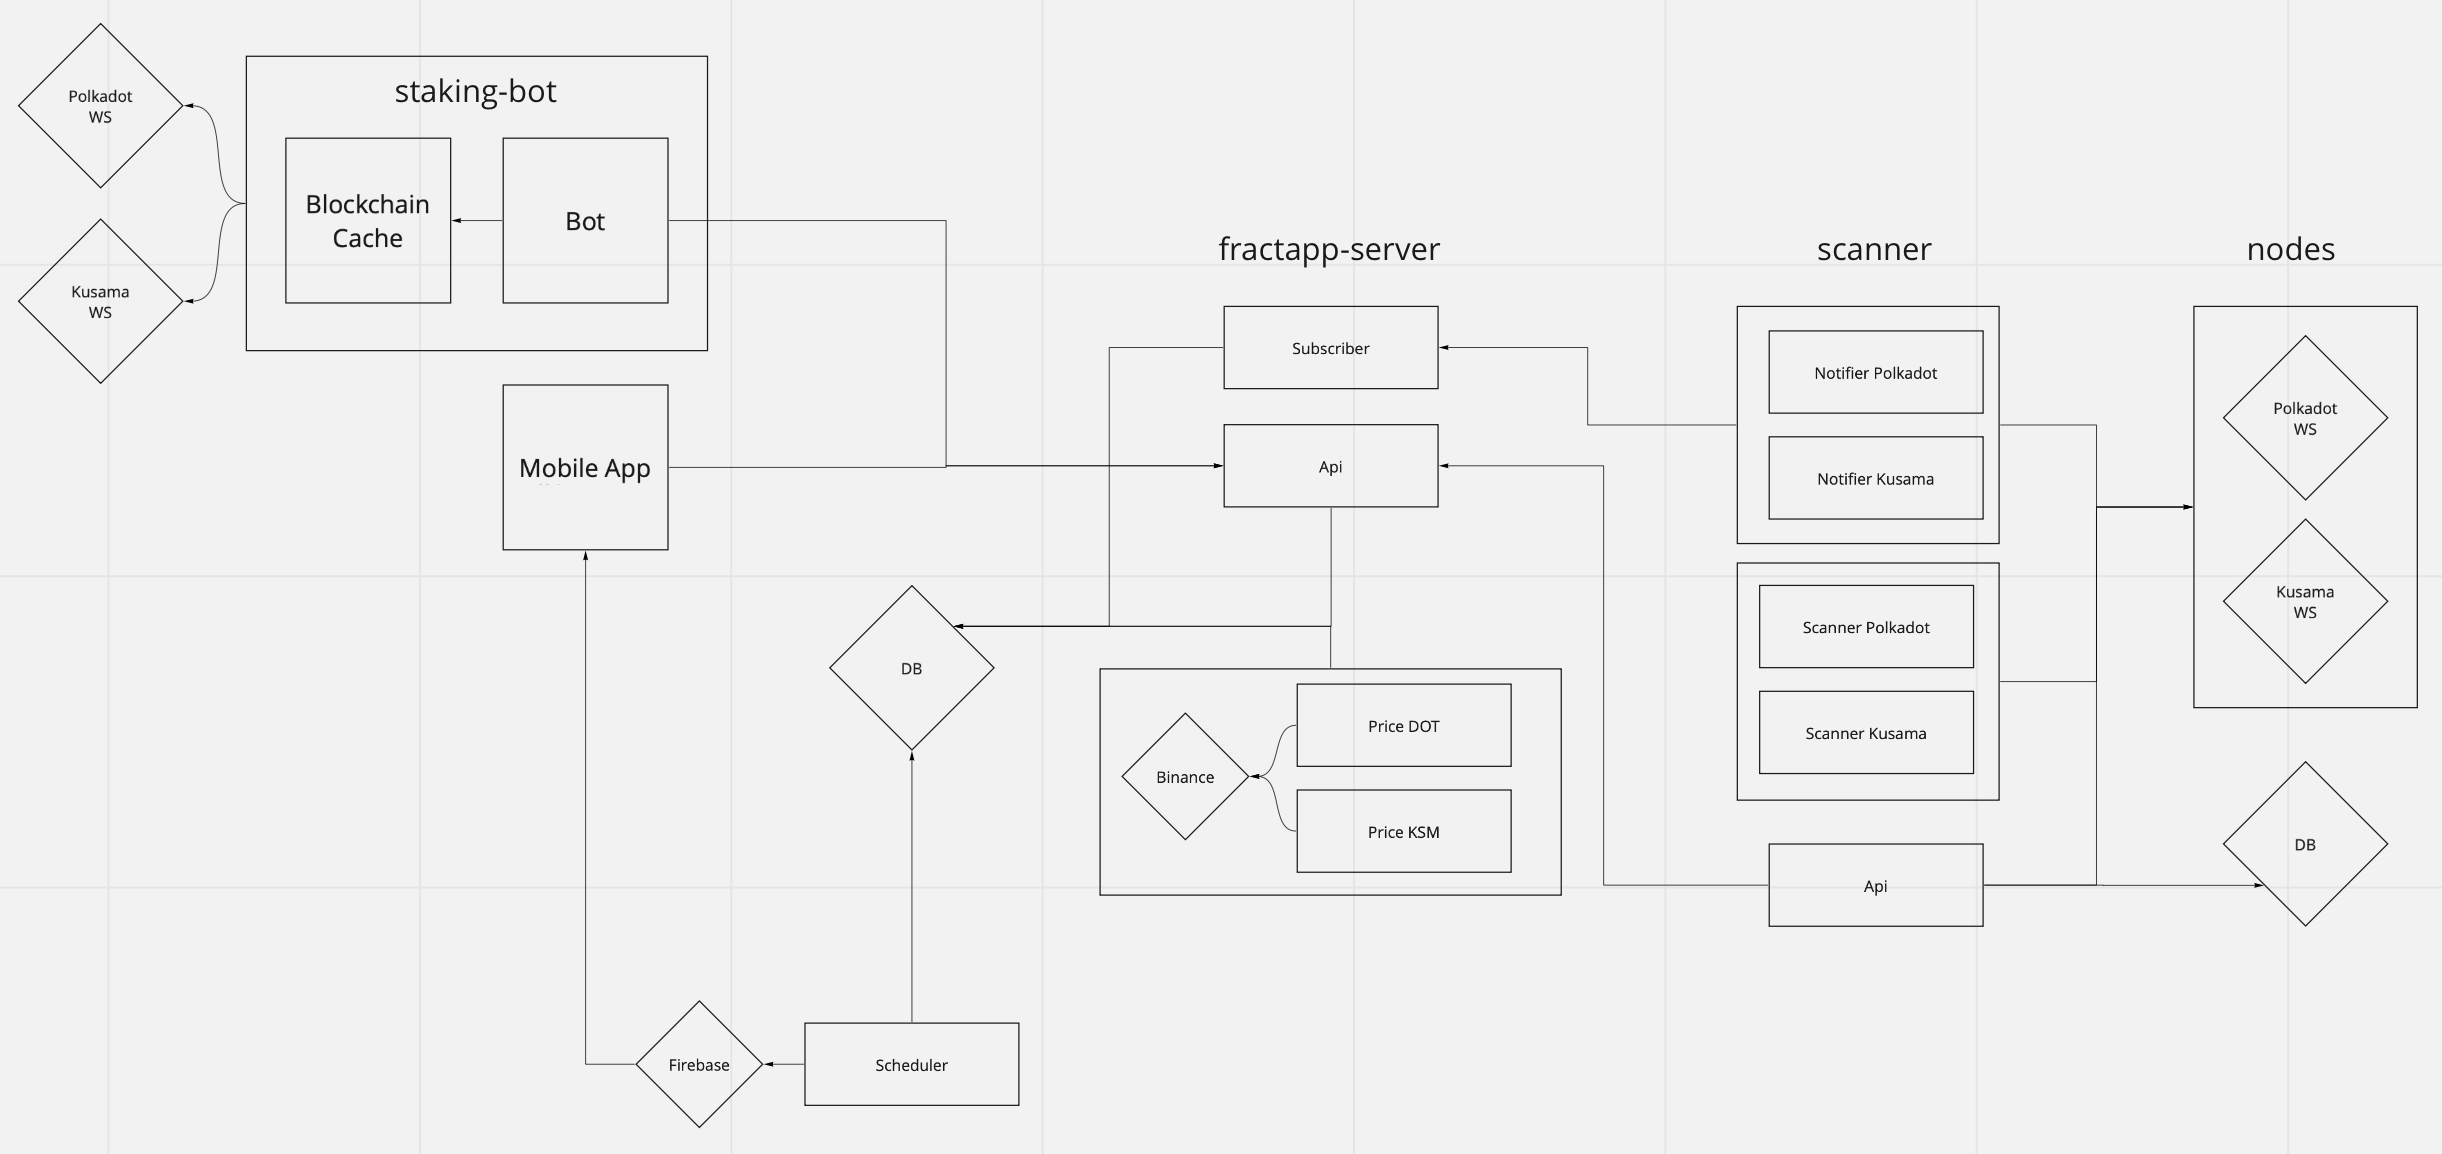 Polkadot
WS
Kusama
WS
staking-bot
Blockchain
Cache
Bot
Mobile App
fractapp-server
Subscriber
Api
DB
Binance
Price DOT
Price KSM
Firebase
Scheduler
scanner
Notifier Polkadot
Notifier Kusama
Scanner Polkadot
Scanner Kusama
Api
nodes
Polkadot
WS
Kusama
WS
DB